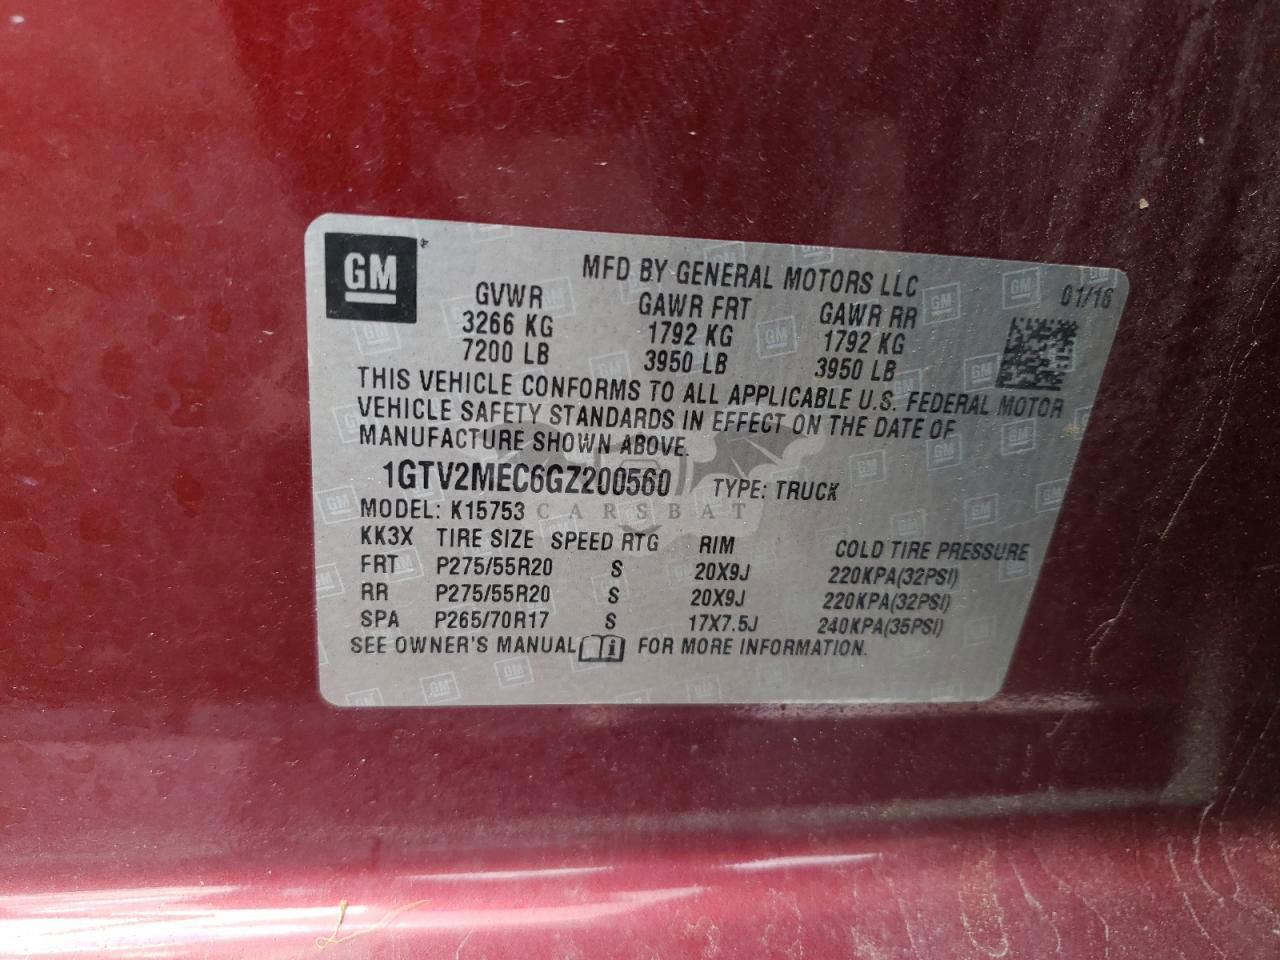 GM
MFD BY GENERAL MOTORS LLC
01/16
GVWR GAWR FRT GAWR RR
3266 KG 1792 KG 1792 KG
7200 LB 3950 LB 3950 LB
THIS VEHICLE CONFORMS TO ALL APPLICABLE U.S. FEDERAL MOTOR
VEHICLE SAFETY STANDARDS IN EFFECT ON THE DATE OF
MANUFACTURE SHOWN ABOVE.
1GTV2MEC6GZ200560 TYPE: TRUCK
MODEL: K15753
CARSBAT
KK3X TIRE SIZE SPEED RTG RIM COLD TIRE PRESSURE
FRT P275/55R20 S 20X9J 220KPA(32PSI)
RR P275/55R20 S 20X9J 220KPA(32PSI)
SPA P265/70R17 S 17X7.5J 240KPA(35PSI)
SEE OWNER'S MANUAL FOR MORE INFORMATION.